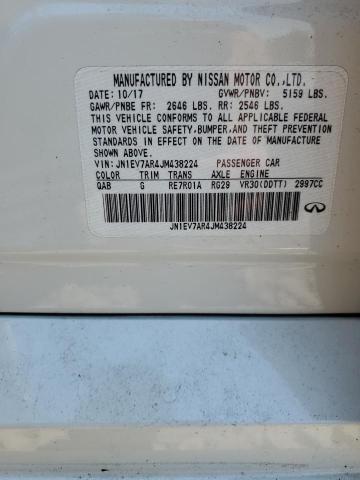 MANUFACTURED BY NISSAN MOTOR CO.,LTD.
DATE: 10/17 GVWR/PNBV: 5159 LBS.
GAWR/PNBE FR: 2646 LBS. RR: 2546 LBS.
THIS VEHICLE CONFORMS TO ALL APPLICABLE FEDERAL
MOTOR VEHICLE SAFETY,BUMPER,AND THEFT PREVENTION
STANDARDS IN EFFECT ON THE DATE OF
MANUFACTURE SHOWN ABOVE.
VIN: JN1EV7AR4JM438224 PASSENGER CAR
COLOR TRIM TRANS AXLE ENGINE
QAB G RE7R01A RG29 VR30(DDTT) 2997CC
JN1EV7AR4JM438224
INFINITI